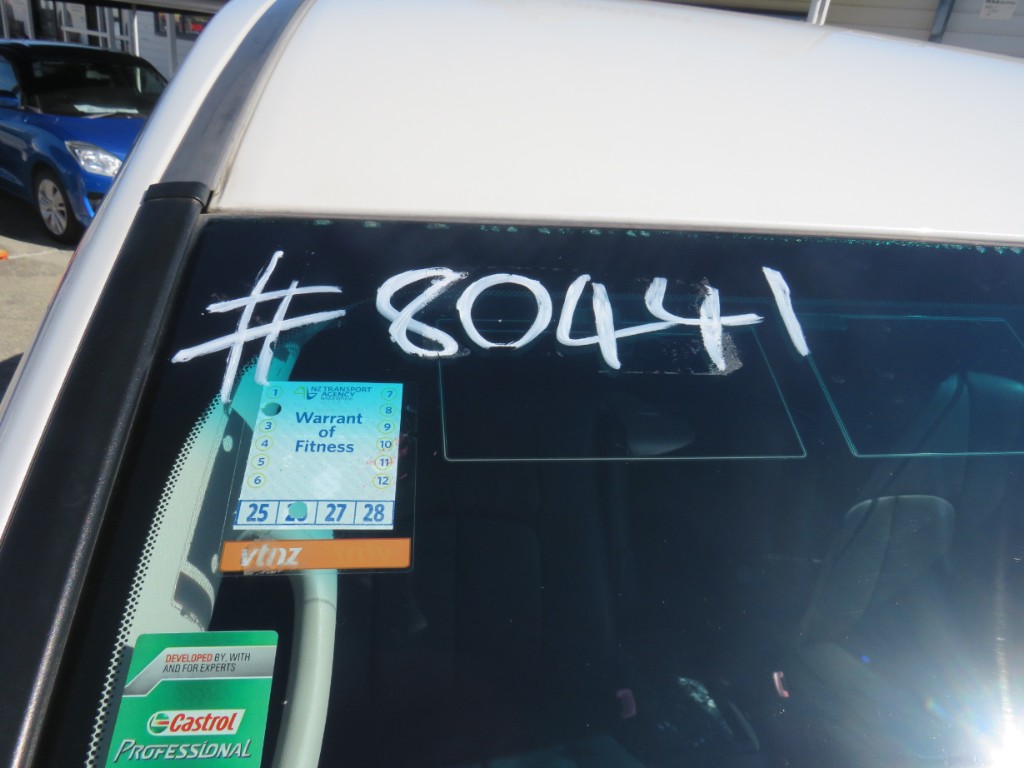 #80441
NZ TRANSPORT
AGENCY
Warrant
of
Fitness
1
3
4
5
6
7
8
9
10
11
12
25 27 28
vtnz
DEVELOPED BY, WITH
AND FOR EXPERTS
Castrol
PROFESSIONAL